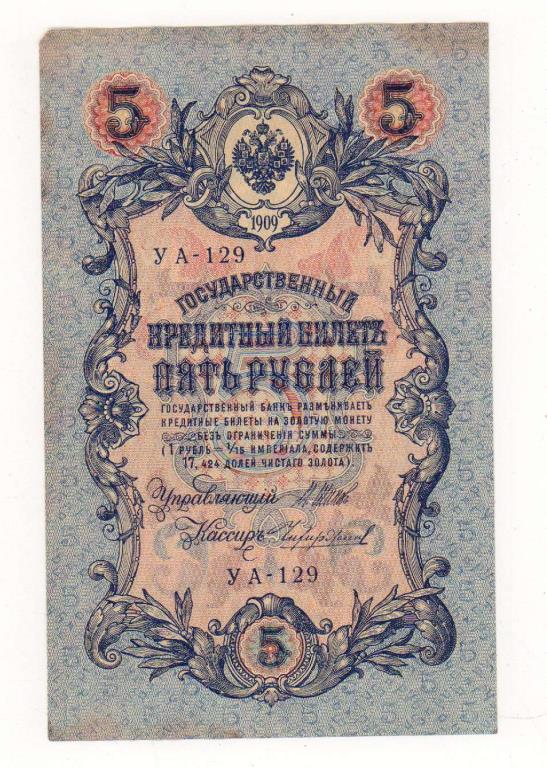 5 5
1909
УА-129
ГОСУДАРСТВЕННЫЙ
КРЕДИТНЫЙ БИЛЕТЪ
ПЯТЬ РУБЛЕЙ
ГОСУДАРСТВЕННЫЙ БАНКЪ РАЗМѢНИВАЕТЪ
КРЕДИТНЫЕ БИЛЕТЫ НА ЗОЛОТУЮ МОНЕТУ
БЕЗЪ ОГРАНИЧЕНІЯ СУММЫ
(1 РУБЛЬ = 1/15 ИМПЕРІАЛА, СОДЕРЖИТЪ
17,424 ДОЛЕЙ ЧИСТАГО ЗОЛОТА).
Управляющій
Кассиръ
УА-129
5